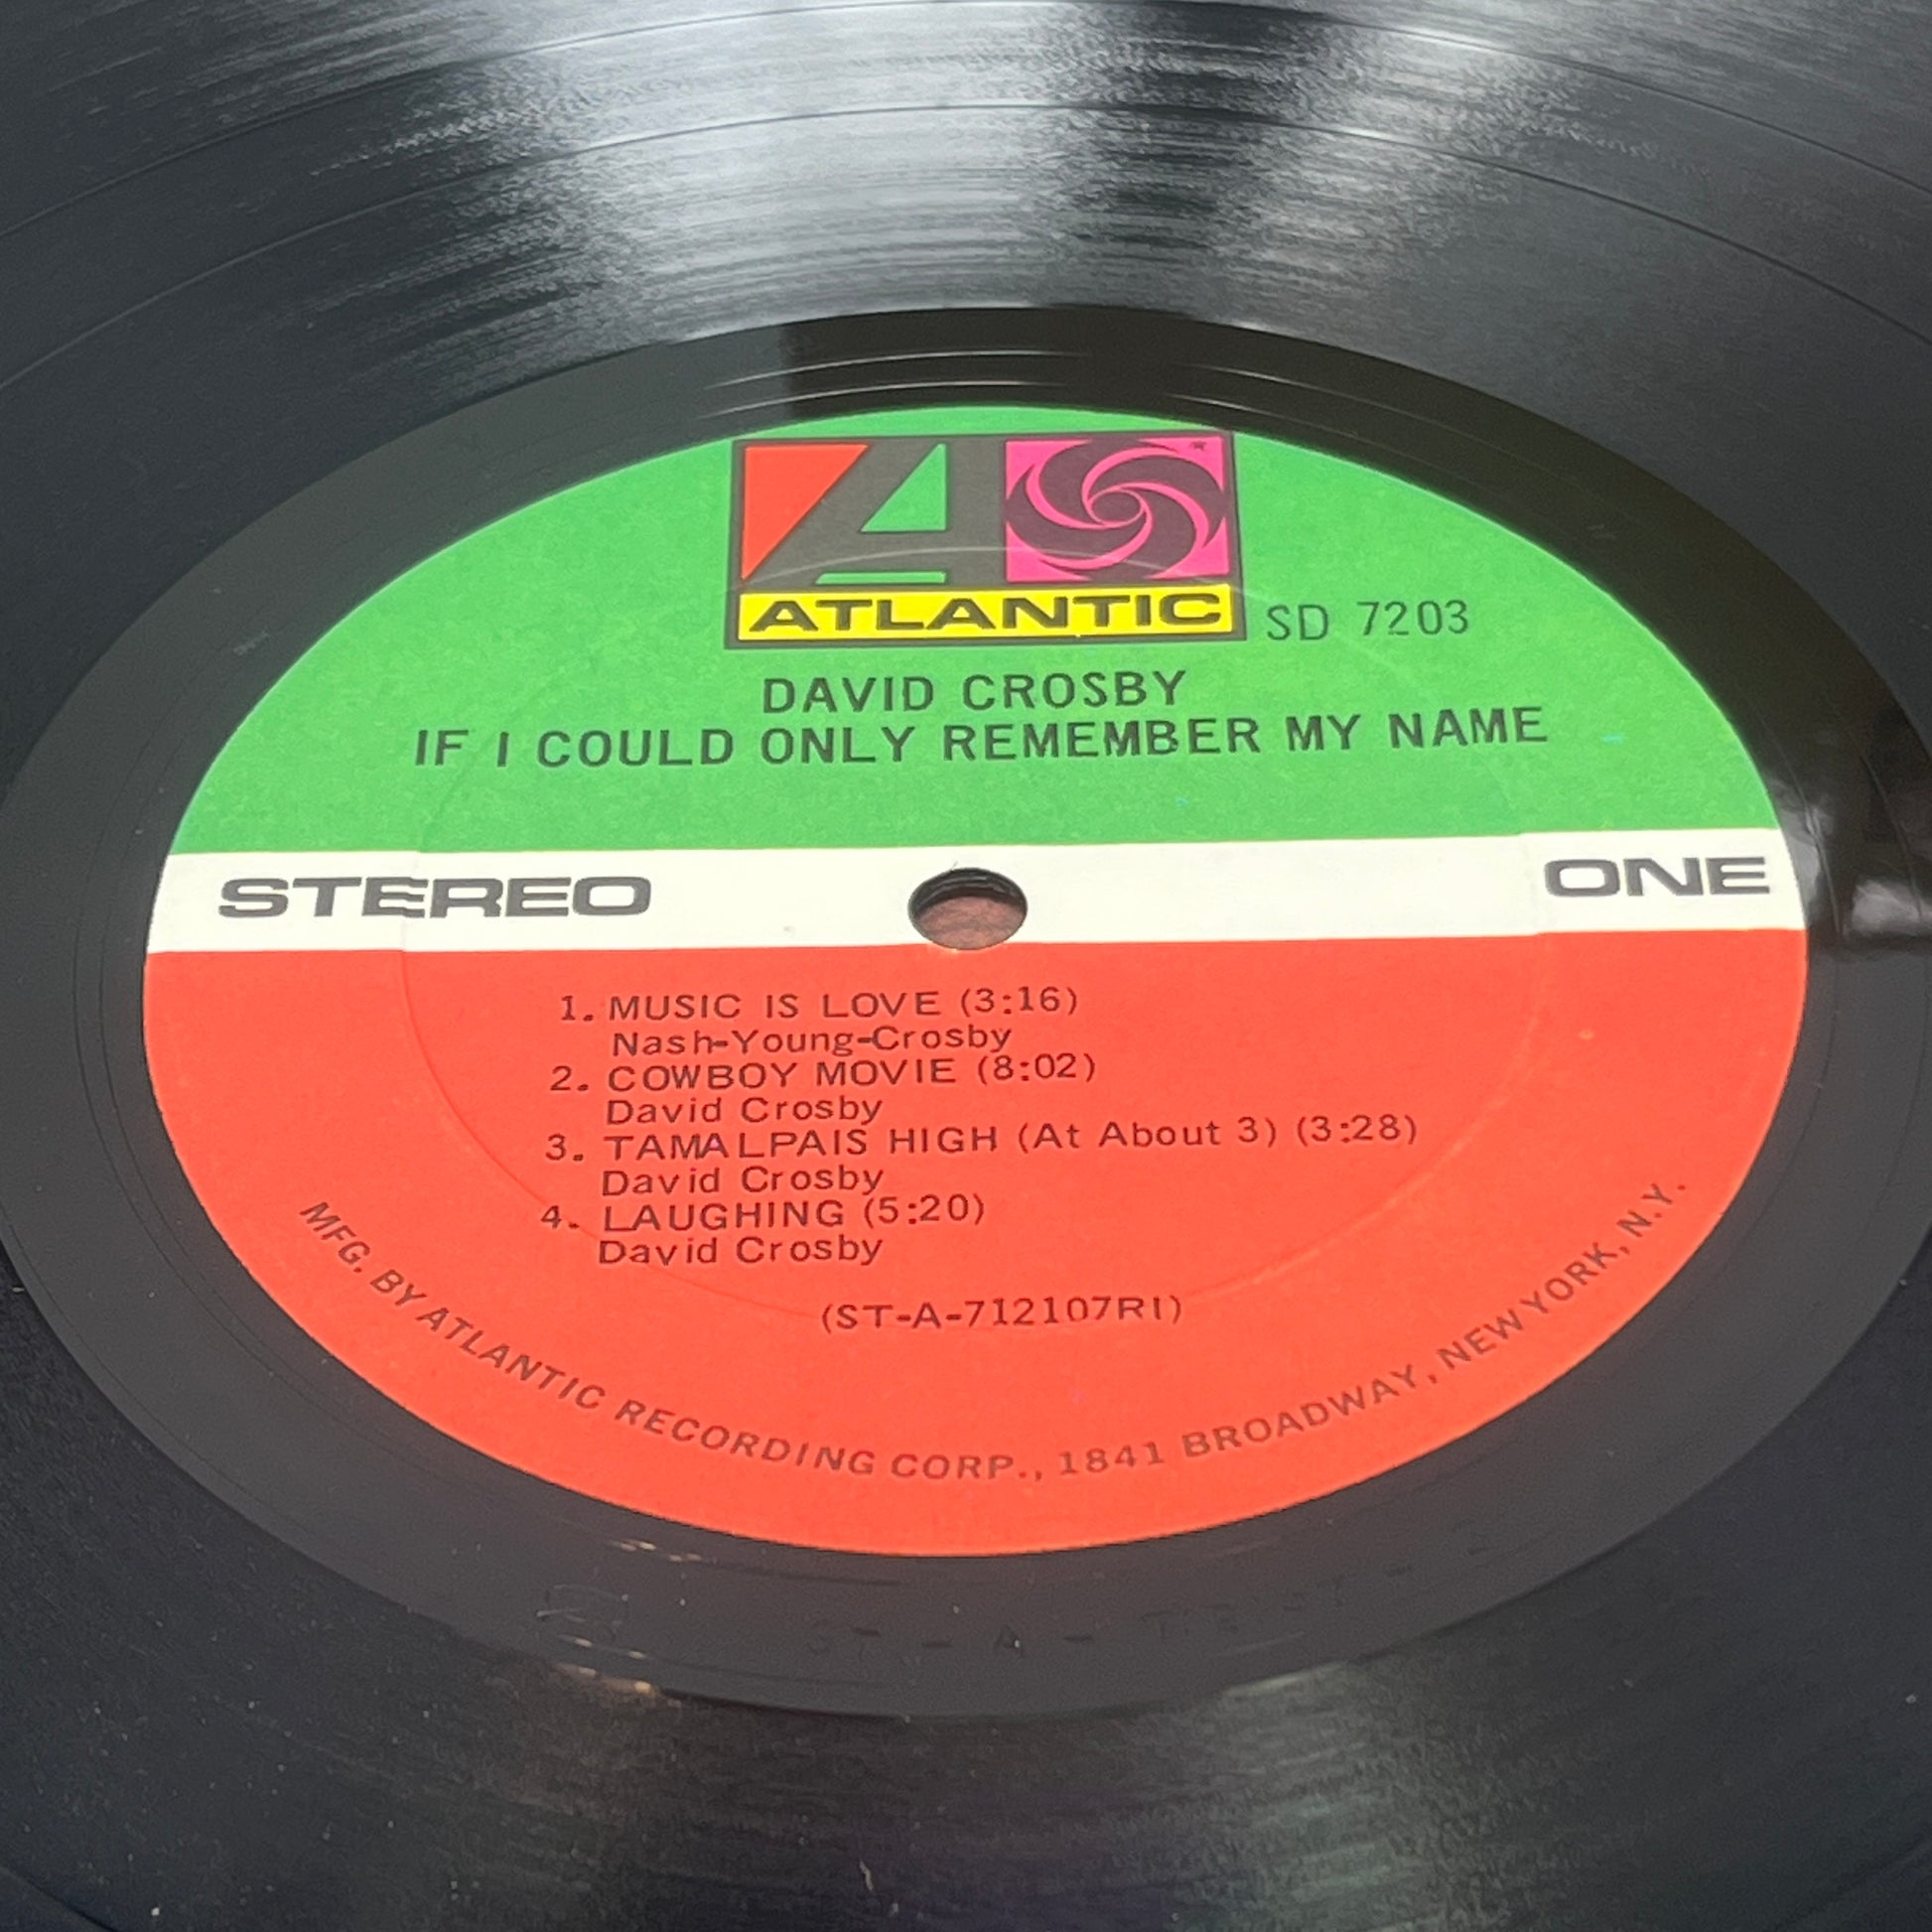 ATLANTIC
SD 7203
DAVID CROSBY
IF I COULD ONLY REMEMBER MY NAME
STEREO
ONE
1. MUSIC IS LOVE (3:16)
Nash-Young-Crosby
2. COWBOY MOVIE (8:02)
David Crosby
3. TAMALPAIS HIGH (At About 3) (3:28)
David Crosby
4. LAUGHING (5:20)
David Crosby
(ST-A-712107RI)
MFG. BY ATLANTIC RECORDING CORP., 1841 BROADWAY, NEW YORK, N.Y.
ST - A -